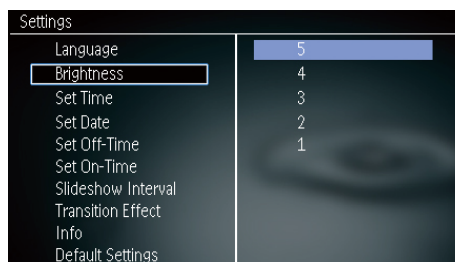 Settings
Language
Brightness
Set Time
Set Date
Set Off-Time
Set On-Time
Slideshow Interval
Transition Effect
Info
Default Settings
5
4
3
2
1